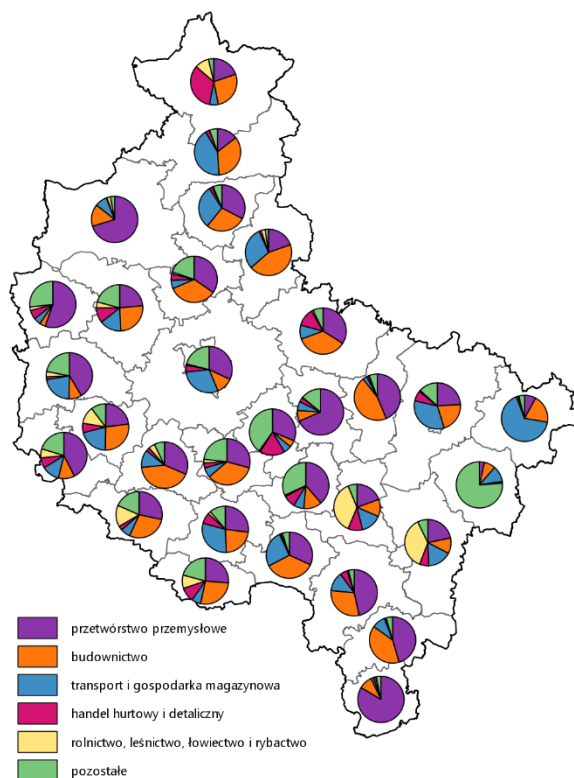 przetwórstwo przemysłowe
budownictwo
transport i gospodarka magazynowa
handel hurtowy i detaliczny
rolnictwo, leśnictwo, łowiectwo i rybactwo
pozostałe